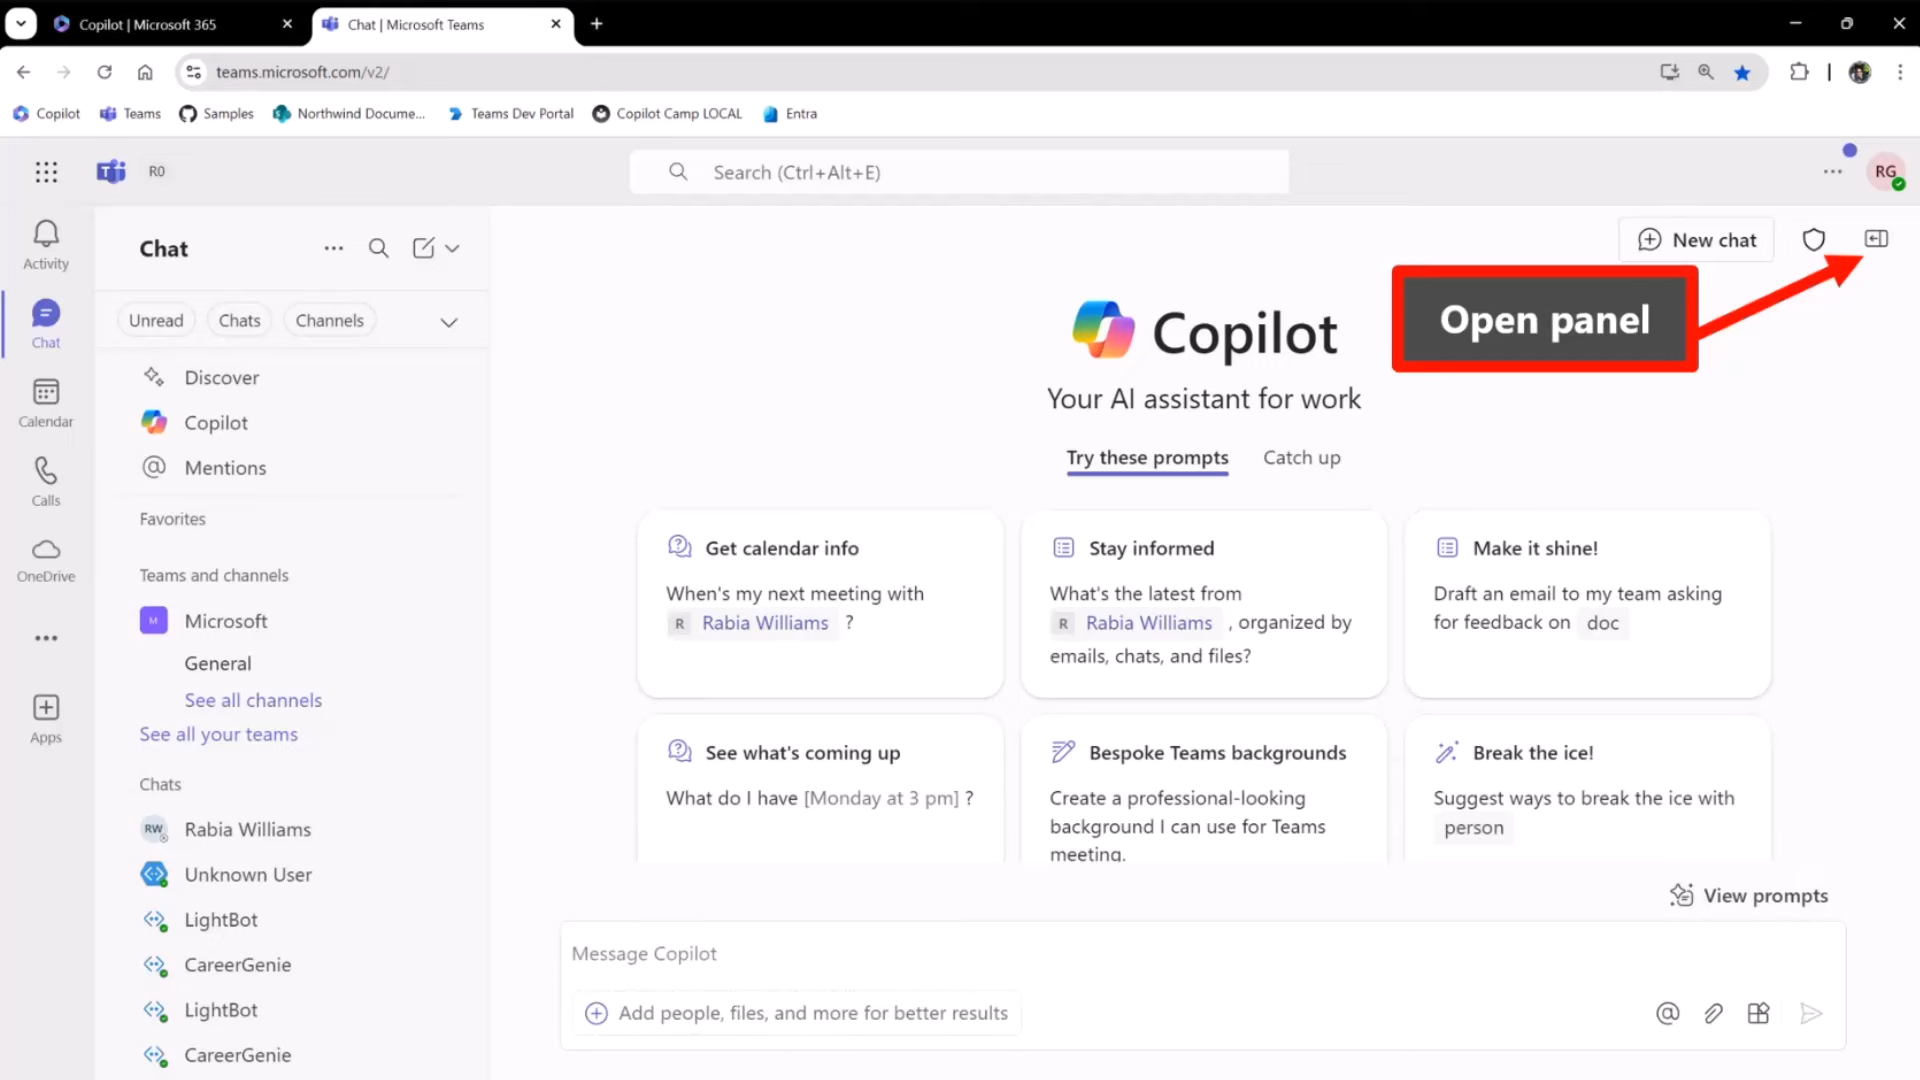 Copilot | Microsoft 365
Chat | Microsoft Teams
teams.microsoft.com/v2/
Copilot
Teams
Samples
Northwind Docume...
Teams Dev Portal
Copilot Camp LOCAL
Entra
R0
Search (Ctrl+Alt+E)
RG
Activity
Chat
Calendar
Calls
OneDrive
Apps
Chat
Unread
Chats
Channels
Discover
Copilot
Mentions
Favorites
Teams and channels
M
Microsoft
General
See all channels
See all your teams
Chats
RW
Rabia Williams
Unknown User
LightBot
CareerGenie
LightBot
CareerGenie
New chat
Open panel
Copilot
Your AI assistant for work
Try these prompts
Catch up
Get calendar info
When's my next meeting with
R Rabia Williams ?
Stay informed
What's the latest from
R Rabia Williams , organized by
emails, chats, and files?
Make it shine!
Draft an email to my team asking
for feedback on doc
See what's coming up
What do I have [Monday at 3 pm] ?
Bespoke Teams backgrounds
Create a professional-looking
background I can use for Teams
meeting.
Break the ice!
Suggest ways to break the ice with
person
View prompts
Message Copilot
Add people, files, and more for better results